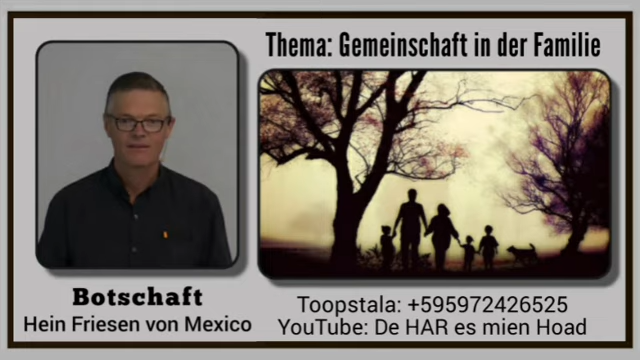 Thema: Gemeinschaft in der Familie
Botschaft
Hein Friesen von Mexico
Toopstala: +595972426525
YouTube: De HAR es mien Hoad